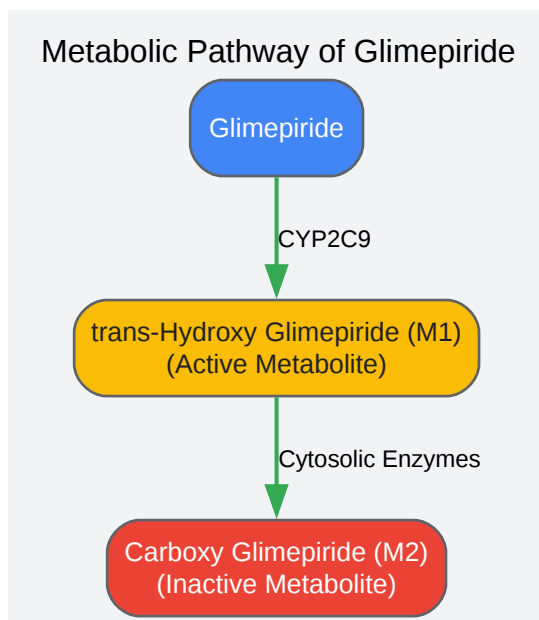 Metabolic Pathway of Glimepiride
Glimepiride
CYP2C9
trans-Hydroxy Glimepiride (M1)
(Active Metabolite)
Cytosolic Enzymes
Carboxy Glimepiride (M2)
(Inactive Metabolite)